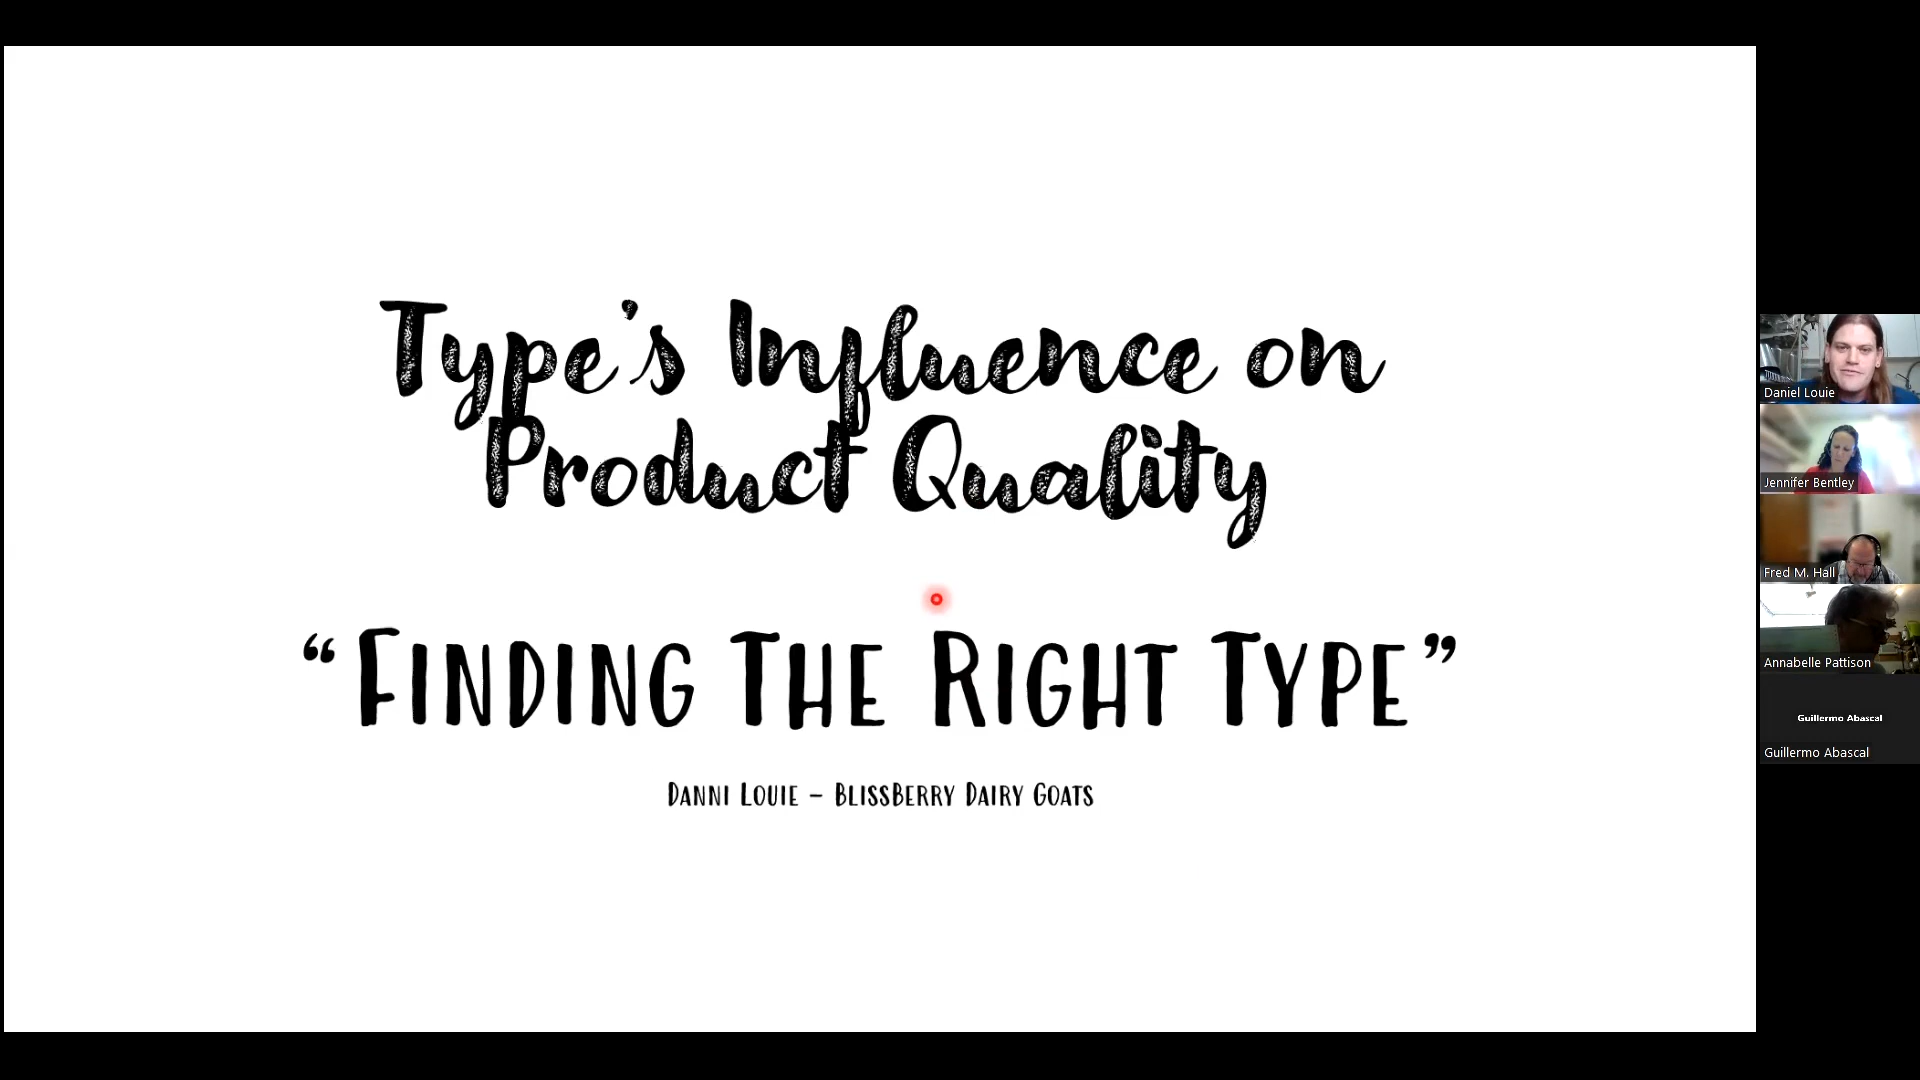 Type's Influence on
Product Quality
“Finding The Right Type”
Danni Louie – BlissBerry Dairy Goats
Daniel Louie
Jennifer Bentley
Fred M. Hall
Annabelle Pattison
Guillermo Abascal
Guillermo Abascal